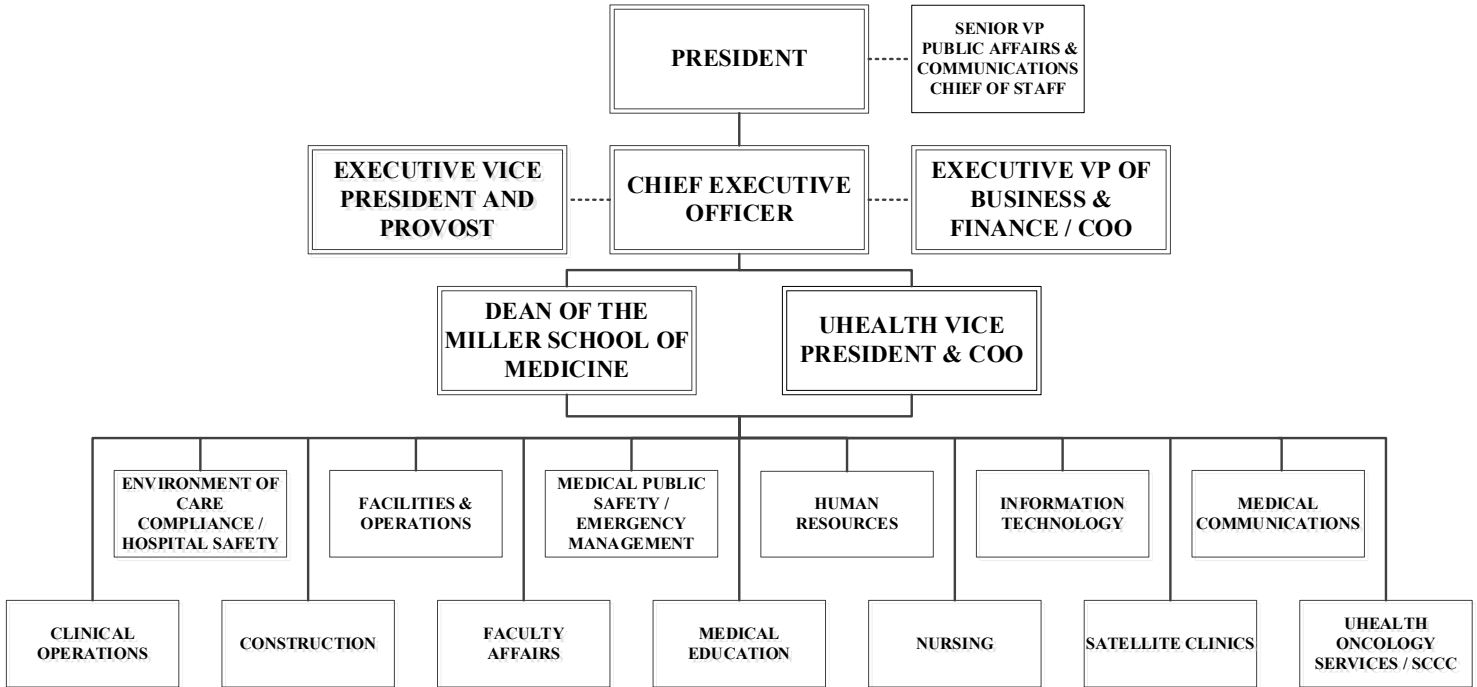 PRESIDENT
SENIOR VP
PUBLIC AFFAIRS &
COMMUNICATIONS
CHIEF OF STAFF
EXECUTIVE VICE
PRESIDENT AND
PROVOST
CHIEF EXECUTIVE
OFFICER
EXECUTIVE VP OF
BUSINESS &
FINANCE / COO
DEAN OF THE
MILLER SCHOOL OF
MEDICINE
UHEALTH VICE
PRESIDENT & COO
ENVIRONMENT OF
CARE
COMPLIANCE /
HOSPITAL SAFETY
FACILITIES &
OPERATIONS
MEDICAL PUBLIC
SAFETY /
EMERGENCY
MANAGEMENT
HUMAN
RESOURCES
INFORMATION
TECHNOLOGY
MEDICAL
COMMUNICATIONS
CLINICAL
OPERATIONS
CONSTRUCTION
FACULTY
AFFAIRS
MEDICAL
EDUCATION
NURSING
SATELLITE CLINICS
UHEALTH
ONCOLOGY
SERVICES / SCCC